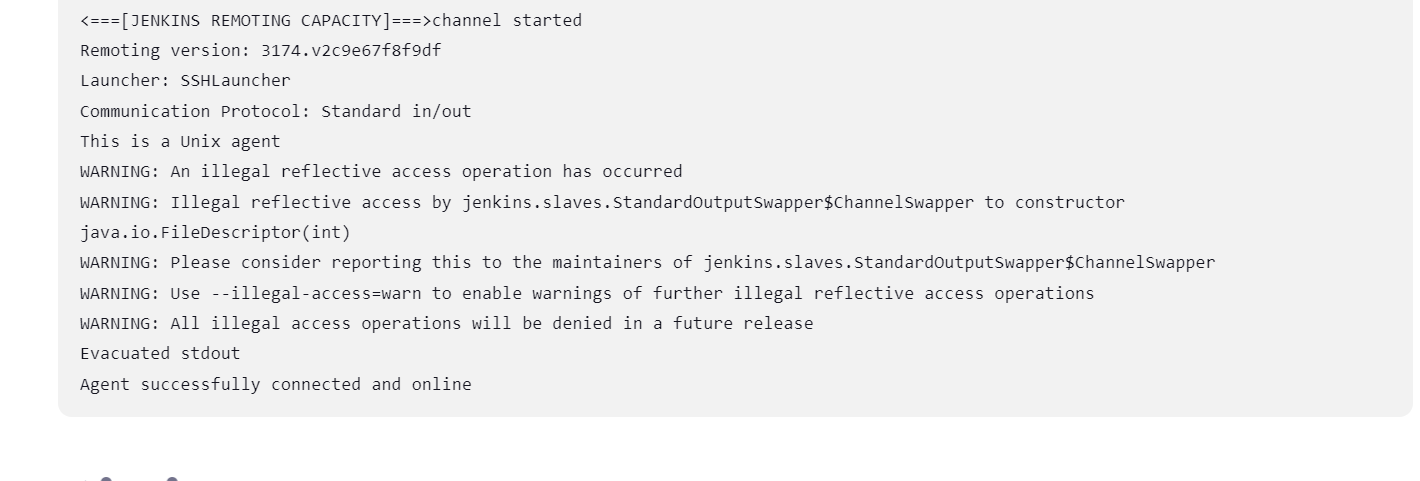 <===[JENKINS REMOTING CAPACITY]===>channel started
Remoting version: 3174.v2c9e67f8f9df
Launcher: SSHLauncher
Communication Protocol: Standard in/out
This is a Unix agent
WARNING: An illegal reflective access operation has occurred
WARNING: Illegal reflective access by jenkins.slaves.StandardOutputSwapper$ChannelSwapper to constructor
java.io.FileDescriptor(int)
WARNING: Please consider reporting this to the maintainers of jenkins.slaves.StandardOutputSwapper$ChannelSwapper
WARNING: Use --illegal-access=warn to enable warnings of further illegal reflective access operations
WARNING: All illegal access operations will be denied in a future release
Evacuated stdout
Agent successfully connected and online